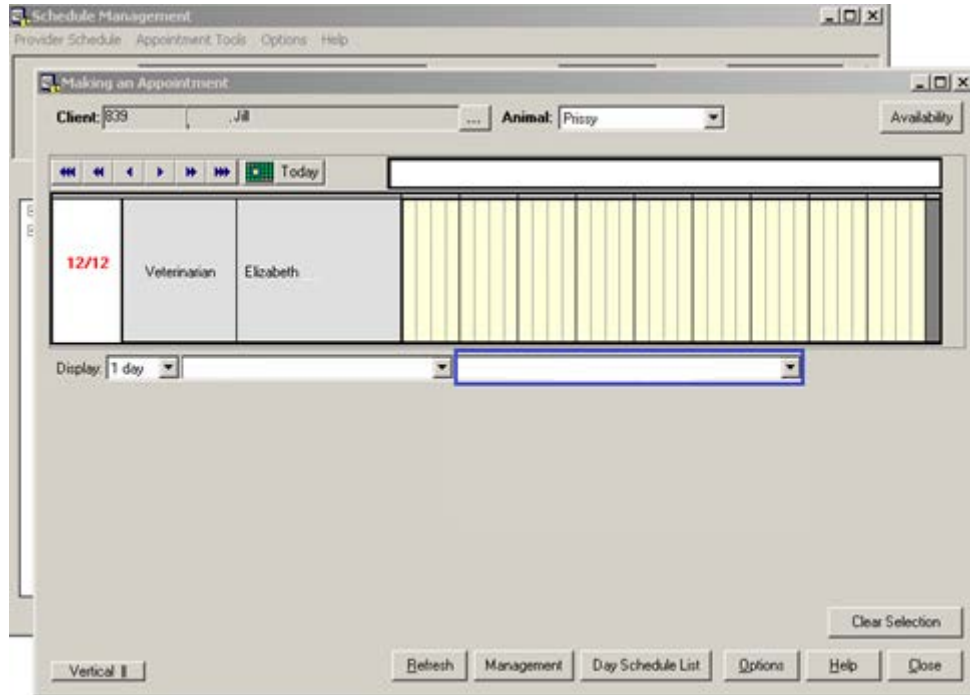 Schedule Management
Provider Schedule Appointment Tools Options Help
Making an Appointment
Client: 839 , Jill ... Animal: Prissy Availability
Today
12/12 Veterinarian Elizabeth
Display: 1 day
Clear Selection
Vertical Refresh Management Day Schedule List Options Help Close